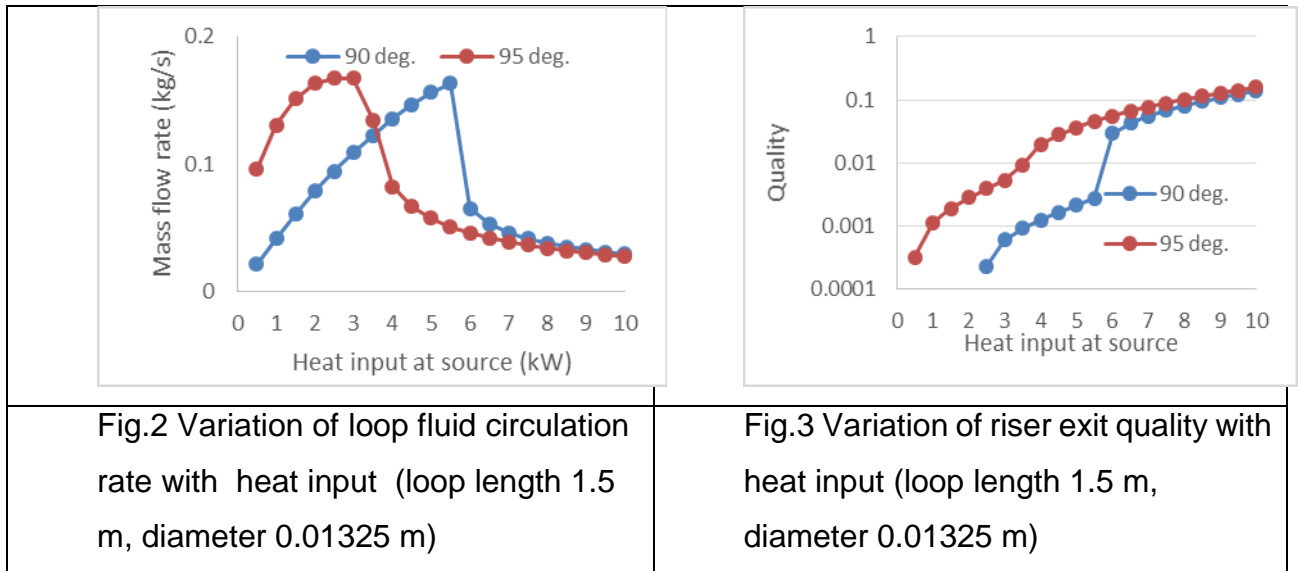 0.2
0.1
0
Mass flow rate (kg/s)
90 deg.
95 deg.
0 1 2 3 4 5 6 7 8 9 10
Heat input at source (kW)
1
0.1
0.01
0.001
0.0001
Quality
90 deg.
95 deg.
0 1 2 3 4 5 6 7 8 9 10
Heat input at source
Fig.2 Variation of loop fluid circulation
rate with heat input (loop length 1.5
m, diameter 0.01325 m)
Fig.3 Variation of riser exit quality with
heat input (loop length 1.5 m,
diameter 0.01325 m)